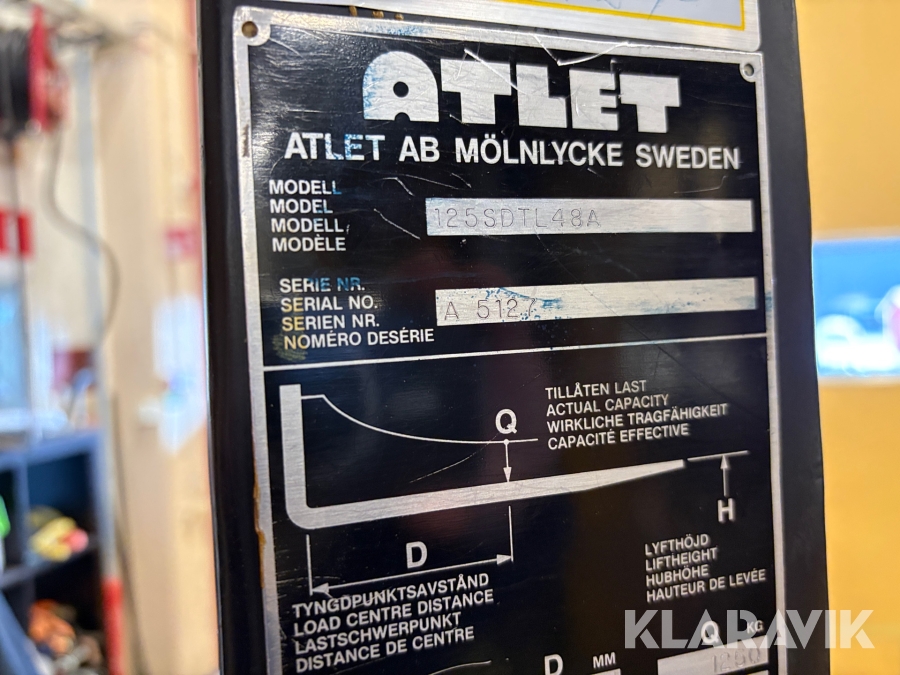 ATLET
ATLET AB MÖLNLYCKE SWEDEN
MODELL
MODEL
MODELL
MODÈLE
125SDTL48A
SERIE NR.
SERIAL NO.
SERIEN NR.
NOMÉRO DESÉRIE
A 5127
TILLÅTEN LAST
ACTUAL CAPACITY
WIRKLICHE TRAGFÄHIGKEIT
CAPACITÉ EFFECTIVE
Q
H
D
LYFTHÖJD
LIFTHEIGHT
HUBHÖHE
HAUTEUR DE LEVÉE
TYNGDPUNKTSAVSTÅND
LOAD CENTRE DISTANCE
LASTSCHWERPUNKT
DISTANCE DE CENTRE
KLARAVIK
D MM
Q KG
1250